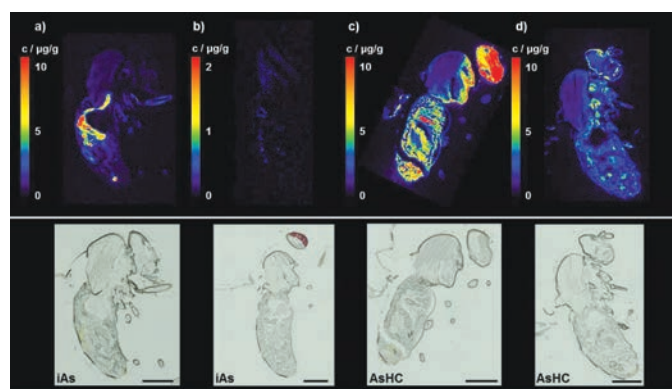 a) b) c) d)
c / µg/g c / µg/g c / µg/g c / µg/g
10 2 10 10
5 1 5 5
0 0 0 0
iAs iAs AsHC AsHC